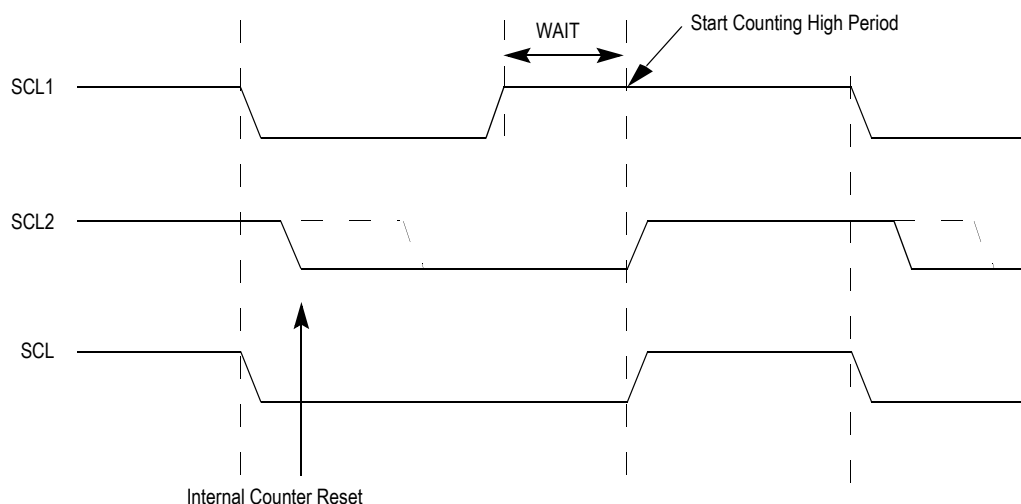 Start Counting High Period
WAIT
SCL1
SCL2
SCL
Internal Counter Reset